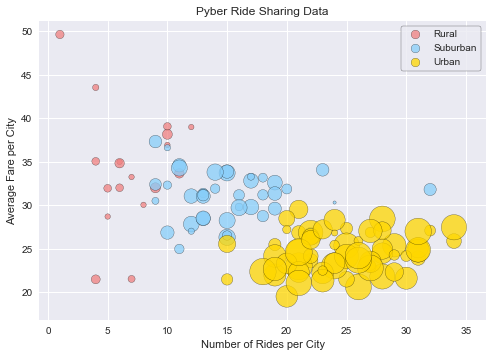 Pyber Ride Sharing Data
Rural
Suburban
Urban
Average Fare per City
50
45
40
35
30
25
20
0 5 10 15 20 25 30 35
Number of Rides per City